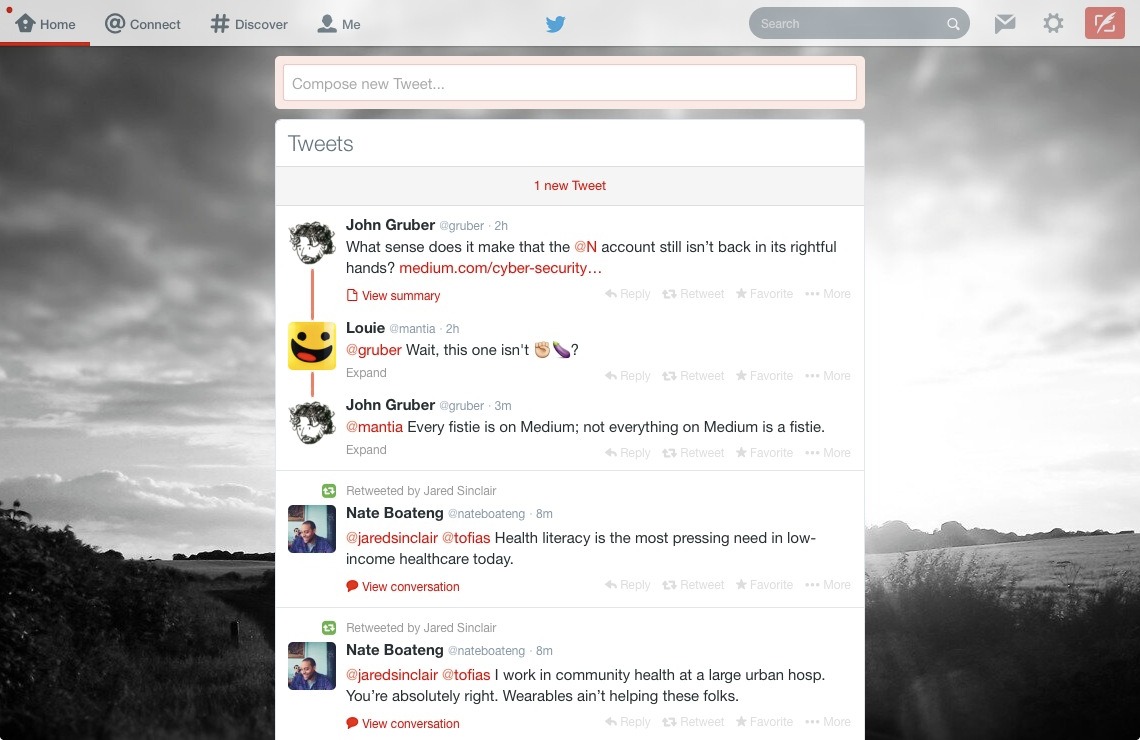 Home Connect Discover Me Search
Compose new Tweet...
Tweets
1 new Tweet
John Gruber @gruber · 2h
What sense does it make that the @N account still isn’t back in its rightful
hands? medium.com/cyber-security…
View summary Reply Retweet Favorite ••• More
Louie @mantia · 2h
@gruber Wait, this one isn't ✊🍆?
Expand Reply Retweet Favorite ••• More
John Gruber @gruber · 3m
@mantia Every fistie is on Medium; not everything on Medium is a fistie.
Expand Reply Retweet Favorite ••• More
Retweeted by Jared Sinclair
Nate Boateng @nateboateng · 8m
@jaredsinclair @tofias Health literacy is the most pressing need in low-
income healthcare today.
View conversation Reply Retweet Favorite ••• More
Retweeted by Jared Sinclair
Nate Boateng @nateboateng · 8m
@jaredsinclair @tofias I work in community health at a large urban hosp.
You’re absolutely right. Wearables ain’t helping these folks.
View conversation Reply Retweet Favorite ••• More